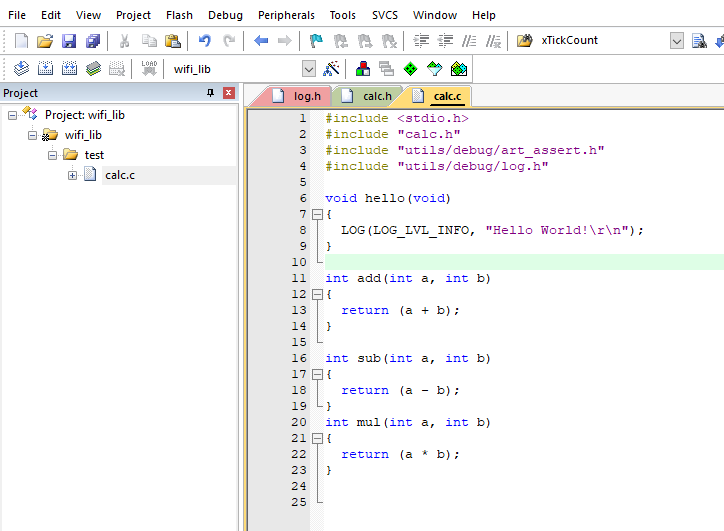 File Edit View Project Flash Debug Peripherals Tools SVCS Window Help
xTickCount
LOAD wifi_lib
Project
log.h calc.h calc.c
Project: wifi_lib
wifi_lib
test
calc.c
1 #include <stdio.h>
2 #include "calc.h"
3 #include "utils/debug/art_assert.h"
4 #include "utils/debug/log.h"
5
6 void hello(void)
7 {
8 LOG(LOG_LVL_INFO, "Hello World!\r\n");
9 }
10
11 int add(int a, int b)
12 {
13 return (a + b);
14 }
15
16 int sub(int a, int b)
17 {
18 return (a - b);
19 }
20 int mul(int a, int b)
21 {
22 return (a * b);
23 }
24
25